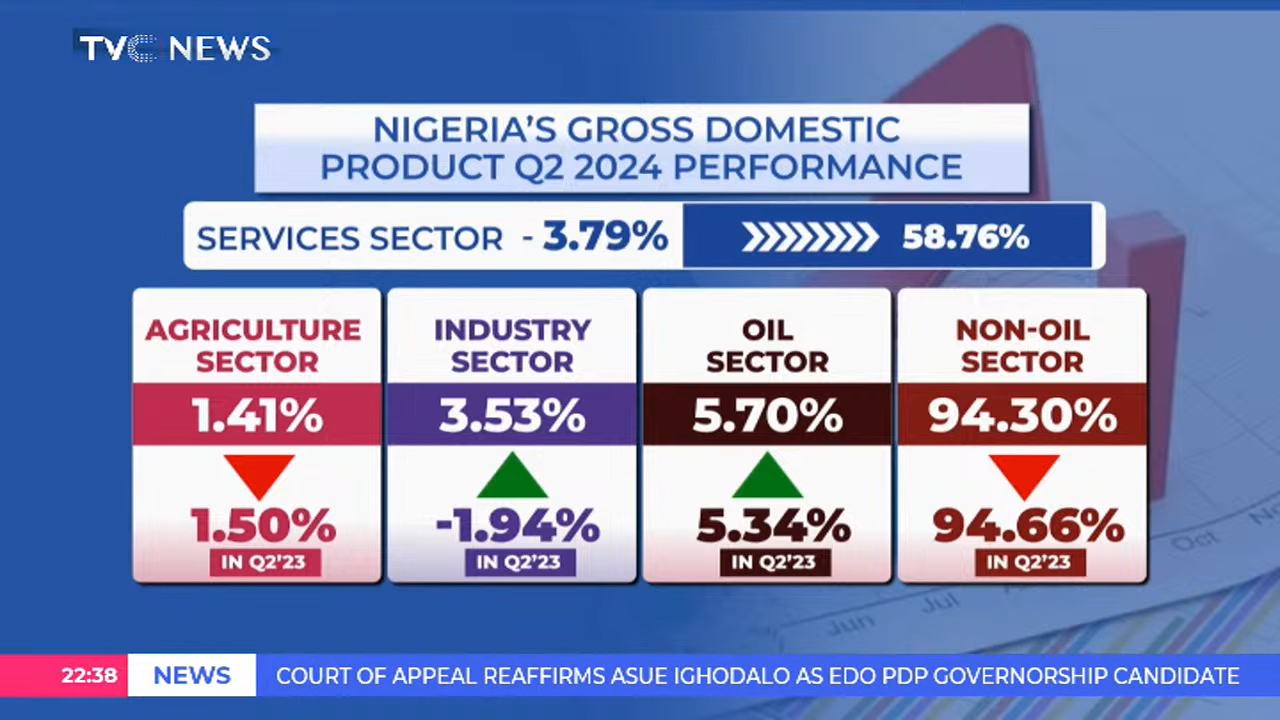 TVC NEWS
NIGERIA'S GROSS DOMESTIC
PRODUCT Q2 2024 PERFORMANCE
SERVICES SECTOR - 3.79% 58.76%
AGRICULTURE
SECTOR
1.41%
1.50%
IN Q2'23
INDUSTRY
SECTOR
3.53%
-1.94%
IN Q2'23
OIL
SECTOR
5.70%
5.34%
IN Q2'23
NON-OIL
SECTOR
94.30%
94.66%
IN Q2'23
Jun Jul Oct
22:38 NEWS COURT OF APPEAL REAFFIRMS ASUE IGHODALO AS EDO PDP GOVERNORSHIP CANDIDATE